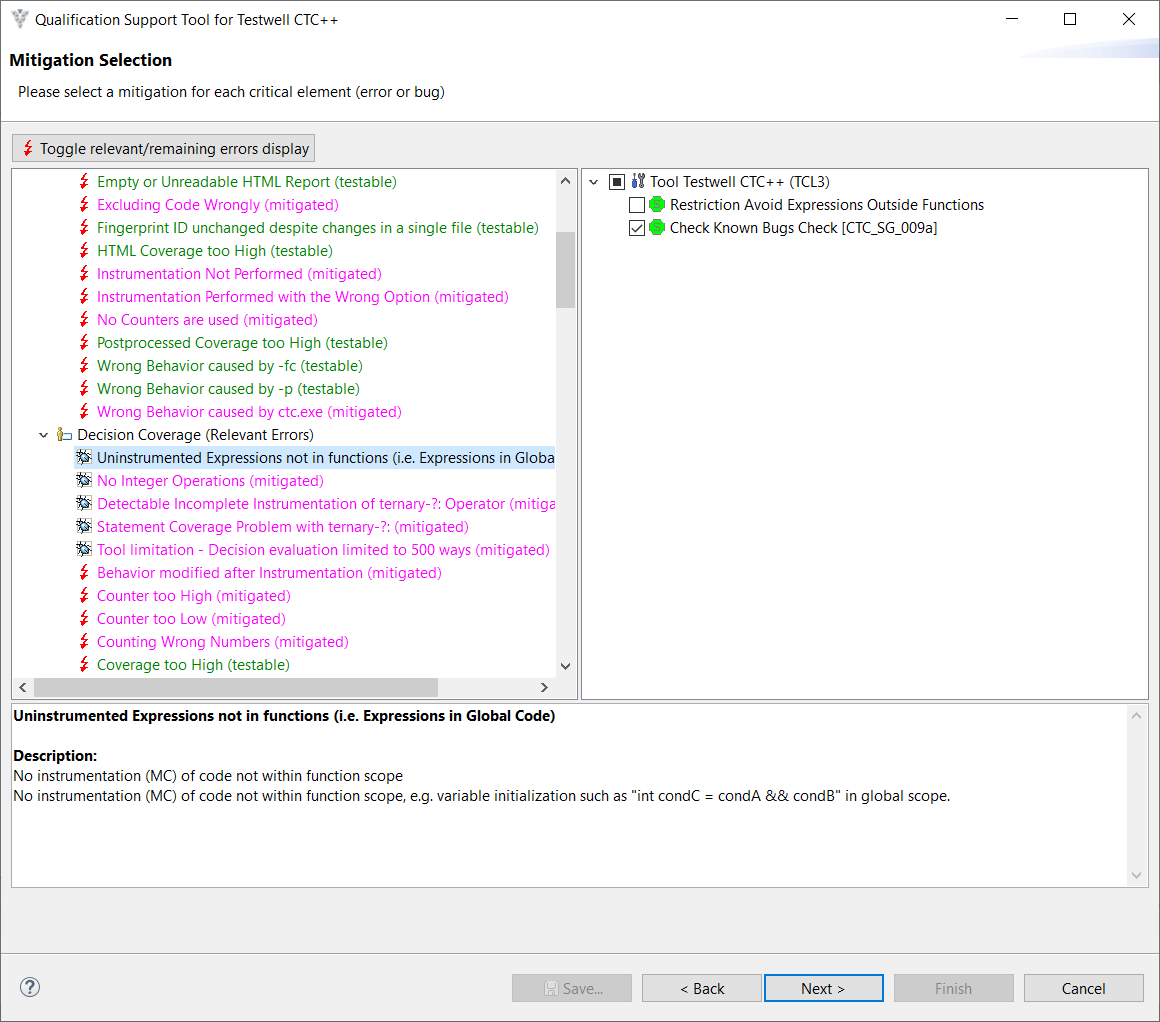 Qualification Support Tool for Testwell CTC++
Mitigation Selection
Please select a mitigation for each critical element (error or bug)
Toggle relevant/remaining errors display
Empty or Unreadable HTML Report (testable)
Excluding Code Wrongly (mitigated)
Fingerprint ID unchanged despite changes in a single file (testable)
HTML Coverage too High (testable)
Instrumentation Not Performed (mitigated)
Instrumentation Performed with the Wrong Option (mitigated)
No Counters are used (mitigated)
Postprocessed Coverage too High (testable)
Wrong Behavior caused by -fc (testable)
Wrong Behavior caused by -p (testable)
Wrong Behavior caused by ctc.exe (mitigated)
Decision Coverage (Relevant Errors)
Uninstrumented Expressions not in functions (i.e. Expressions in Globa
No Integer Operations (mitigated)
Detectable Incomplete Instrumentation of ternary-?: Operator (mitiga
Statement Coverage Problem with ternary-?: (mitigated)
Tool limitation - Decision evaluation limited to 500 ways (mitigated)
Behavior modified after Instrumentation (mitigated)
Counter too High (mitigated)
Counter too Low (mitigated)
Counting Wrong Numbers (mitigated)
Coverage too High (testable)
Tool Testwell CTC++ (TCL3)
Restriction Avoid Expressions Outside Functions
Check Known Bugs Check [CTC_SG_009a]
Uninstrumented Expressions not in functions (i.e. Expressions in Global Code)
Description:
No instrumentation (MC) of code not within function scope
No instrumentation (MC) of code not within function scope, e.g. variable initialization such as "int condC = condA && condB" in global scope.
? Save... < Back Next > Finish Cancel